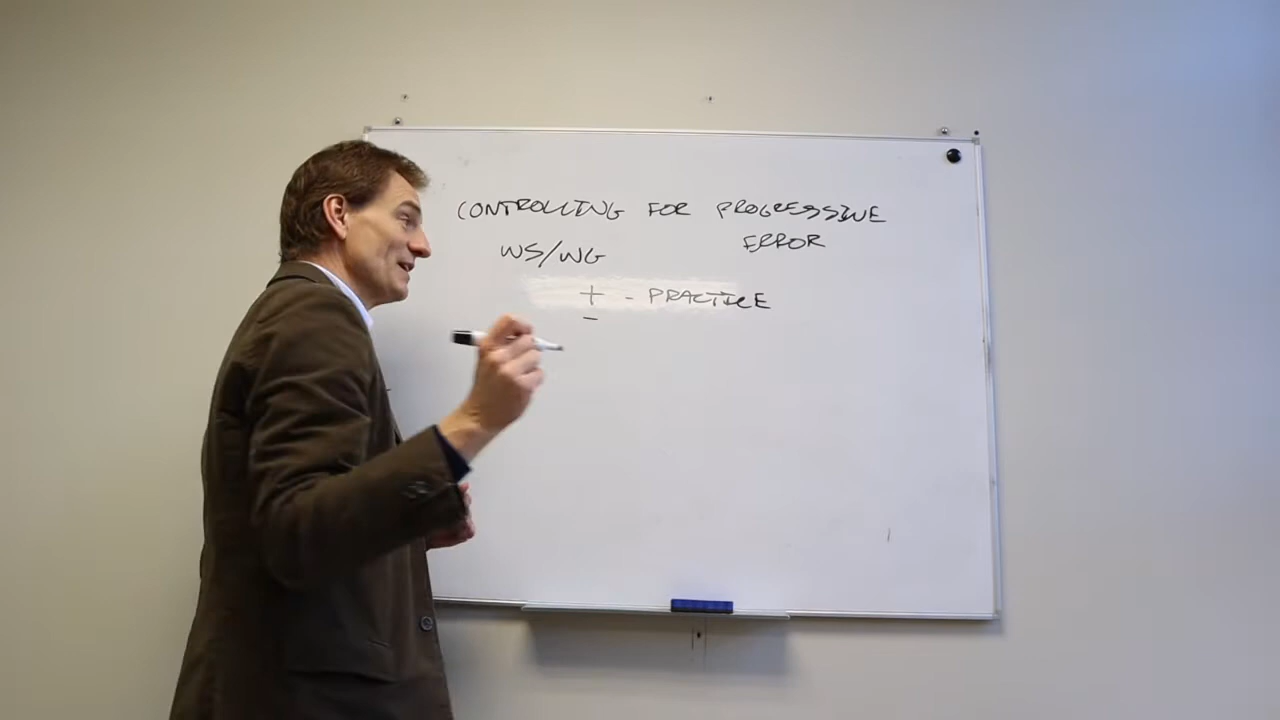 CONTROLLING FOR PROGRESSIVE
ERROR
WS/WG
+ - PRACTICE
-